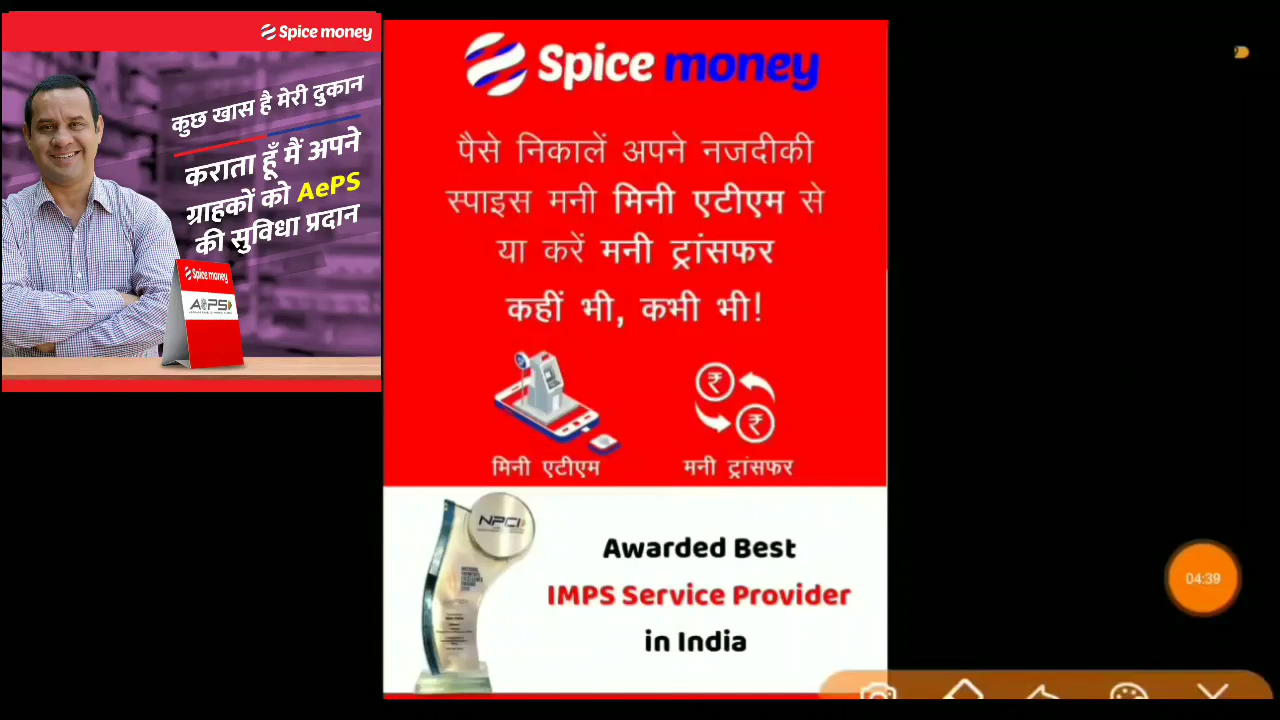 Spice money
कुछ खास है मेरी दुकान
कराता हूँ मैं अपने
ग्राहकों को AePS
की सुविधा प्रदान
Spice money
AePS
Spice money
पैसे निकालें अपने नजदीकी
स्पाइस मनी मिनी एटीएम से
या करें मनी ट्रांसफर
कहीं भी, कभी भी!
मिनी एटीएम
मनी ट्रांसफर
NPCI
Awarded Best
IMPS Service Provider
in India
04:39